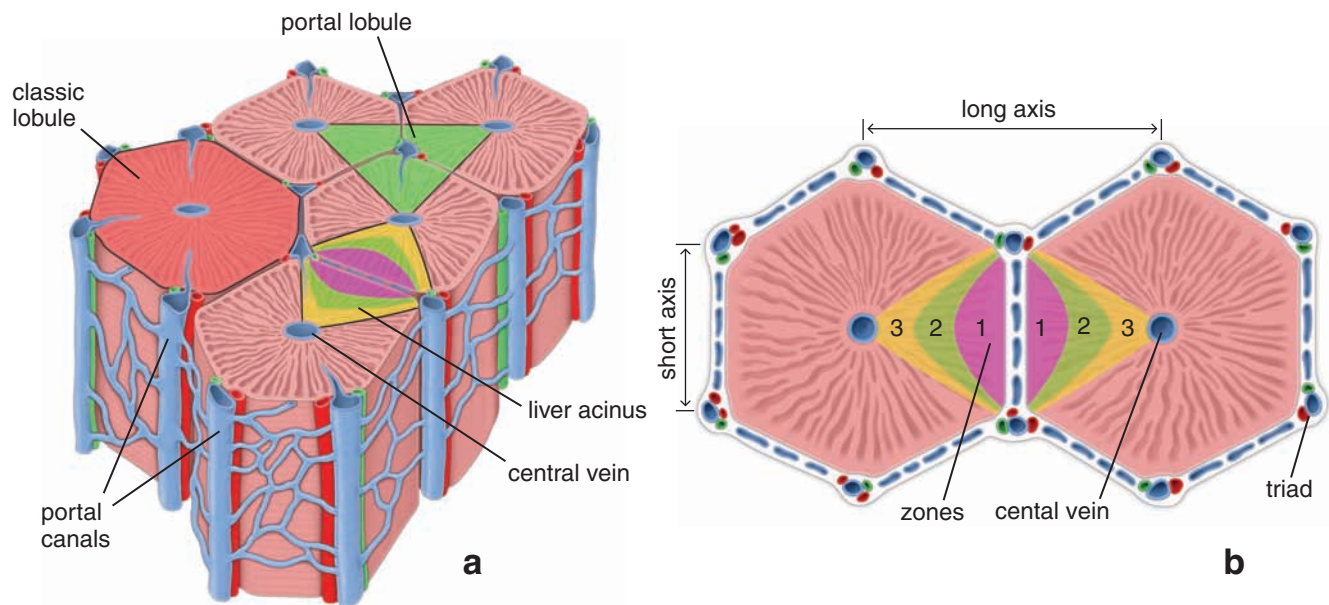 portal lobule
classic
lobule
liver acinus
central vein
portal
canals
a
long axis
short axis
3
2
1
1
2
3
zones
cental vein
triad
b